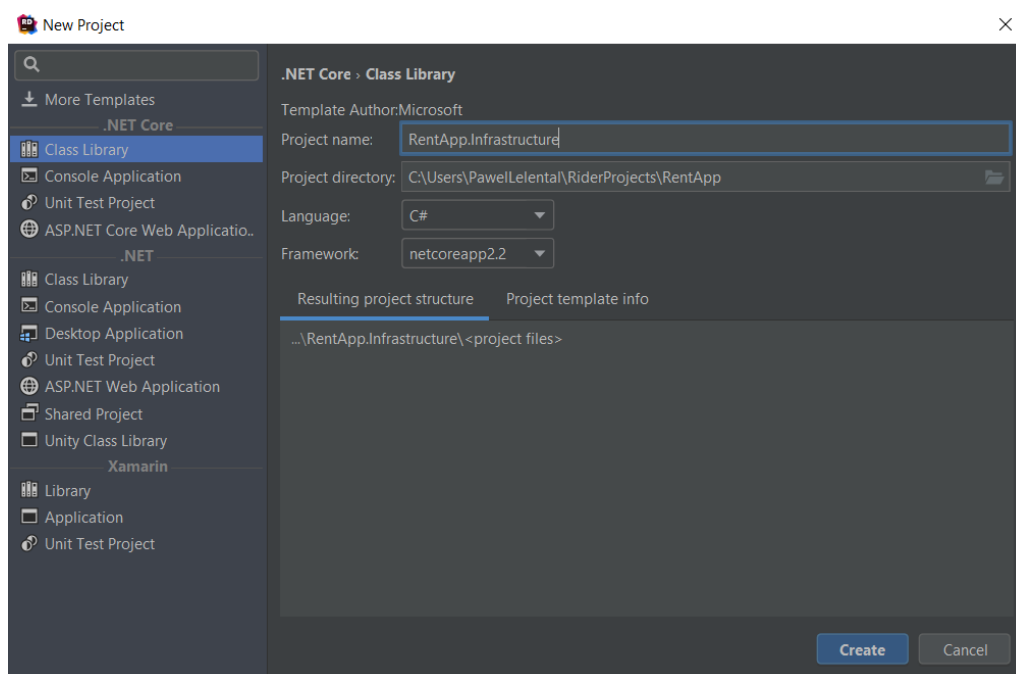 New Project
More Templates
.NET Core
Class Library
Console Application
Unit Test Project
ASP.NET Core Web Applicatio..
.NET
Class Library
Console Application
Desktop Application
Unit Test Project
ASP.NET Web Application
Shared Project
Unity Class Library
Xamarin
Library
Application
Unit Test Project
.NET Core › Class Library
Template Author:Microsoft
Project name: RentApp.Infrastructure
Project directory: C:\Users\PawelLelental\RiderProjects\RentApp
Language: C#
Framework: netcoreapp2.2
Resulting project structure Project template info
...\RentApp.Infrastructure\<project files>
Create Cancel